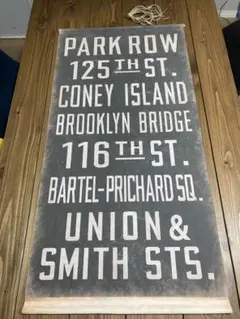 PARK ROW
125TH ST.
CONEY ISLAND
BROOKLYN BRIDGE
116TH ST.
BARTEL-PRICHARD SQ.
UNION &
SMITH STS.